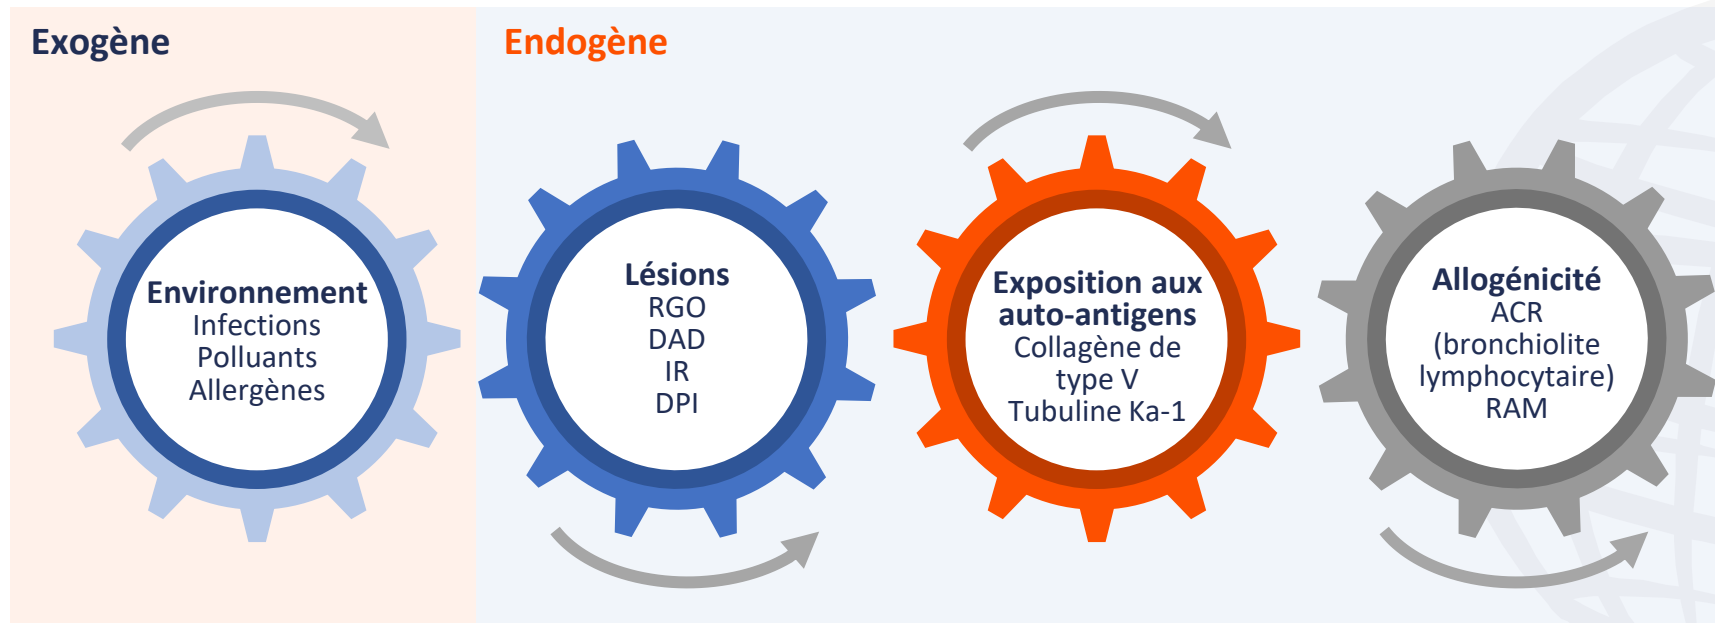 Exogène
Endogène
Environnement
Infections
Polluants
Allergènes
Lésions
RGO
DAD
IR
DPI
Exposition aux
auto-antigens
Collagène de
type V
Tubuline Ka-1
Allogénicité
ACR
(bronchiolite
lymphocytaire)
RAM